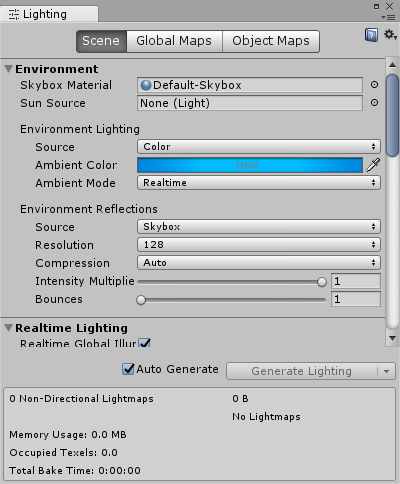 Lighting
Scene Global Maps Object Maps
Environment
Skybox Material Default-Skybox
Sun Source None (Light)
Environment Lighting
Source Color
Ambient Color
Ambient Mode Realtime
Environment Reflections
Source Skybox
Resolution 128
Compression Auto
Intensity Multiplie 1
Bounces 1
Realtime Lighting
Realtime Global Illur
Auto Generate Generate Lighting
0 Non-Directional Lightmaps 0 B
No Lightmaps
Memory Usage: 0.0 MB
Occupied Texels: 0.0
Total Bake Time: 0:00:00